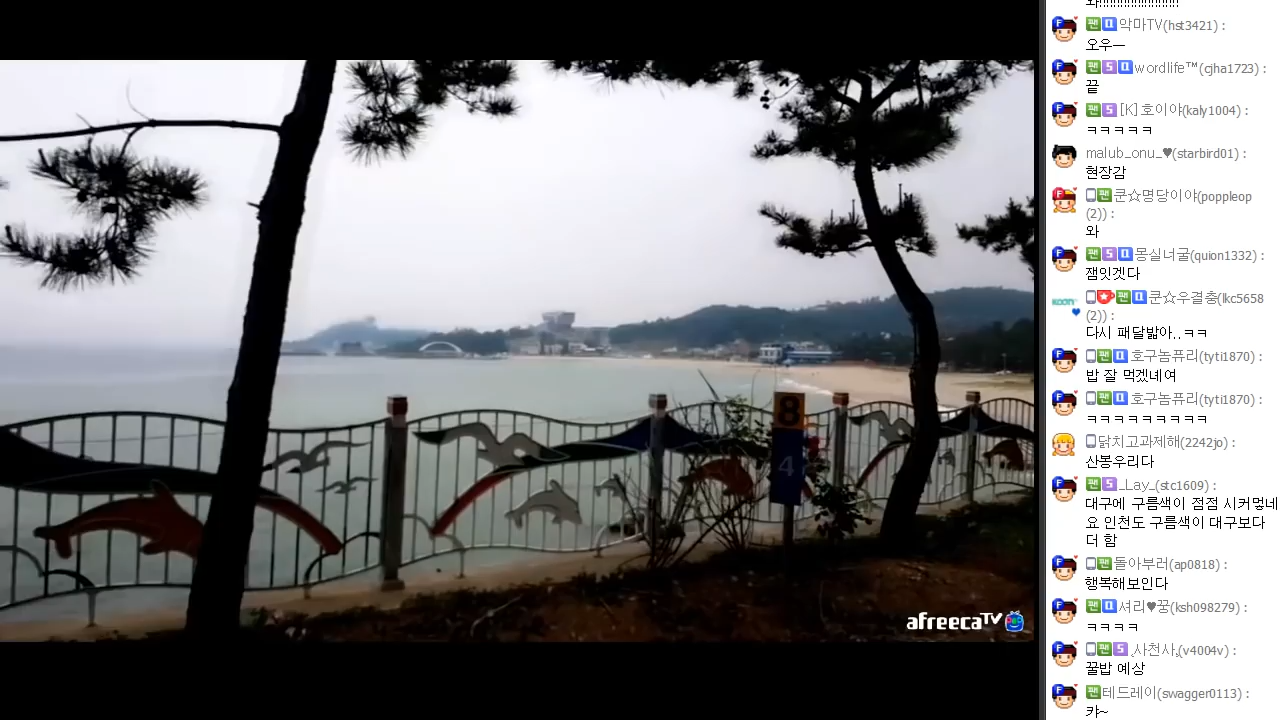 와!!!!!!!!!!!!!!!!!!!!!
팬 악마TV(hst3421) :
오우ㅡ
팬 S wordlife™(cjha1723) :
끝
팬 S [K] 호이야(kaly1004) :
ㅋㅋㅋㅋㅋ
malub_onu_♥(starbird01) :
현장감
팬 쿤☆명당이야(poppleop
(2)) :
와
팬 S 몽실너굴(quion1332) :
잼잇겟다
팬 쿤☆우결충(lkc5658
(2)) :
다시 패달밟아..ㅋㅋ
팬 호구놈퓨리(tyti1870) :
밥 잘 먹겠네여
팬 호구놈퓨리(tyti1870) :
ㅋㅋㅋㅋㅋㅋㅋㅋ
닭치고과제해(2242jo) :
산봉우리다
팬 S _Lay_(stc1609) :
대구에 구름색이 점점 시커멓네
요 인천도 구름색이 대구보다
더 함
팬 돌아부러(ap0818) :
행복해보인다
팬 셔리♥꿍(ksh098279) :
ㅋㅋㅋㅋ
팬 S 사천사(v4004v) :
꿀밥 예상
팬 테드레이(swagger0113) :
캬~
8
4
afreecaTV